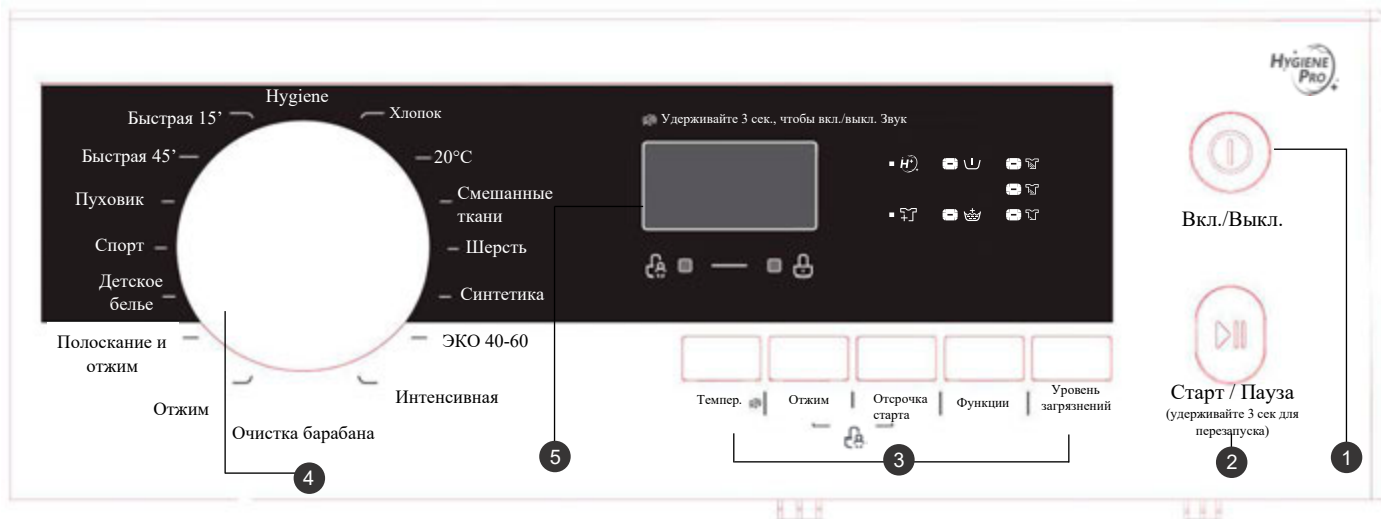 HYGIENE
PRO
Hygiene
Быстрая 15’
Хлопок
Удерживайте 3 сек., чтобы вкл./выкл. Звук
Быстрая 45’
20°C
Пуховик
Смешанные
ткани
Спорт
Шерсть
Детское
белье
Синтетика
Полоскание и
отжим
ЭКО 40-60
Отжим
Интенсивная
Очистка барабана
Темпер.
Отжим
Отсрочка
старта
Функции
Уровень
загрязнений
Вкл./Выкл.
Старт / Пауза
(удерживайте 3 сек для
перезапуска)
4
5
3
2
1